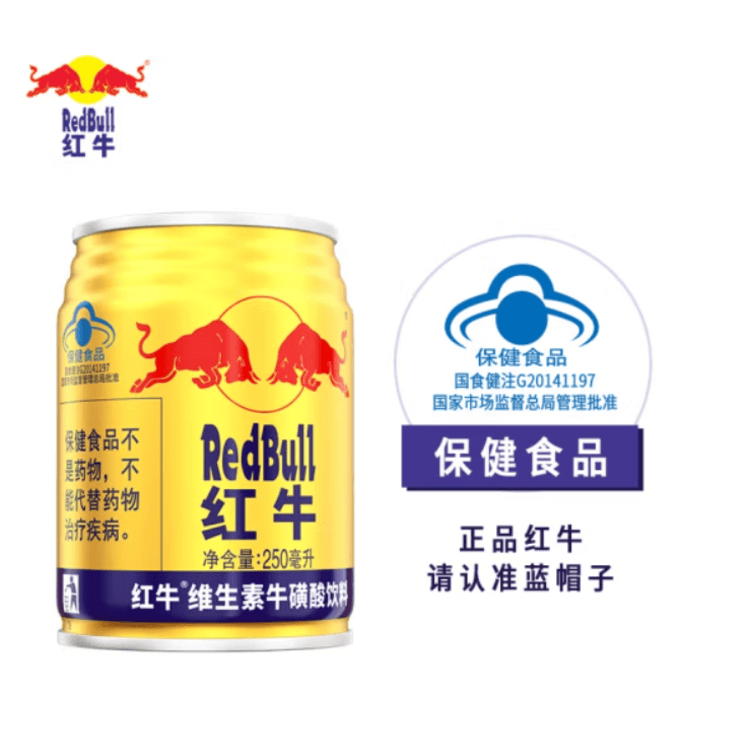 RedBull
红牛
保健食品
国食健注G20141197
国家市场监督管理总局批准
保健食品不
是药物，不
能代替药物
治疗疾病。
RedBull
红牛
净含量:250毫升
红牛®维生素牛磺酸饮料
保健食品
国食健注G20141197
国家市场监督总局管理批准
保健食品
正品红牛
请认准蓝帽子